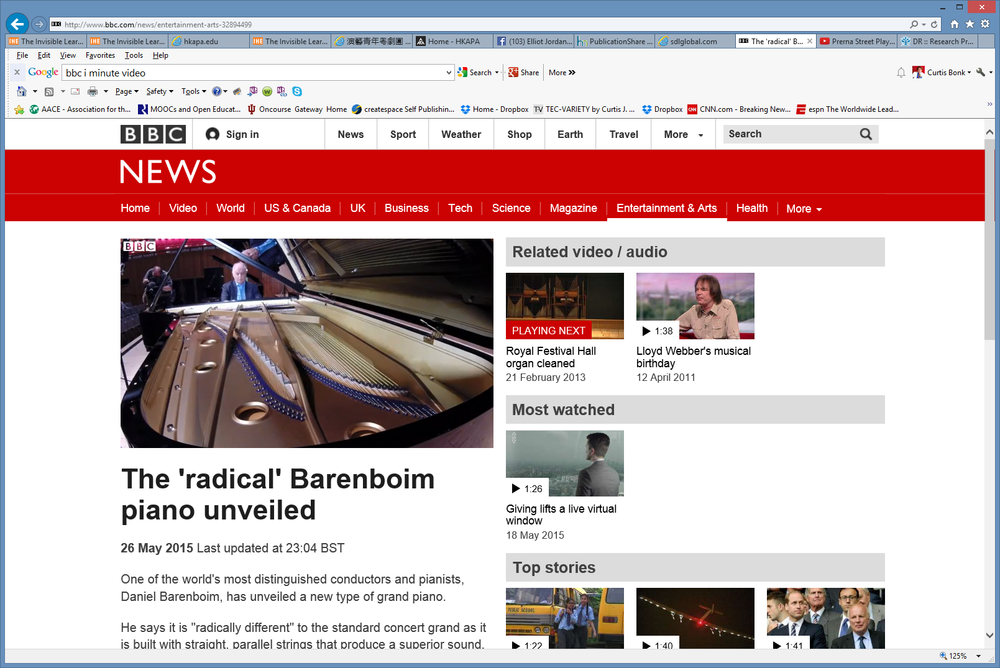 http://www.bbc.com/news/entertainment-arts-32894499
IHE The Invisible Lear...
IHE The Invisible Lear...
hkapa.edu
IHE The Invisible Lear...
演藝青年粵劇團 ...
Home - HKAPA
(103) Elliot Jordan...
PublicationShare ...
sdlglobal.com
BBC The 'radical' B...
Prerna Street Play...
DR :: Research Pr...
File Edit View Favorites Tools Help
x Google bbc i minute video Search Share More » Curtis Bonk
Page Safety Tools
AACE - Association for th... MOOCs and Open Educat... Oncourse Gateway Home createspace Self Publishin... Home - Dropbox TEC-VARIETY by Curtis J. ... Dropbox CNN.com - Breaking New... espn The Worldwide Lead...
BBC Sign in News Sport Weather Shop Earth Travel More Search
NEWS
Home Video World US & Canada UK Business Tech Science Magazine Entertainment & Arts Health More
BBC
The 'radical' Barenboim
piano unveiled
26 May 2015 Last updated at 23:04 BST
One of the world's most distinguished conductors and pianists,
Daniel Barenboim, has unveiled a new type of grand piano.
He says it is "radically different" to the standard concert grand as it
is built with straight, parallel strings that produce a superior sound.
Related video / audio
PLAYING NEXT
Royal Festival Hall
organ cleaned
21 February 2013
1:38
Lloyd Webber's musical
birthday
12 April 2011
Most watched
1:26
Giving lifts a live virtual
window
18 May 2015
Top stories
PUBLIC SCHOOL
1:22
1:40
1:41
125%